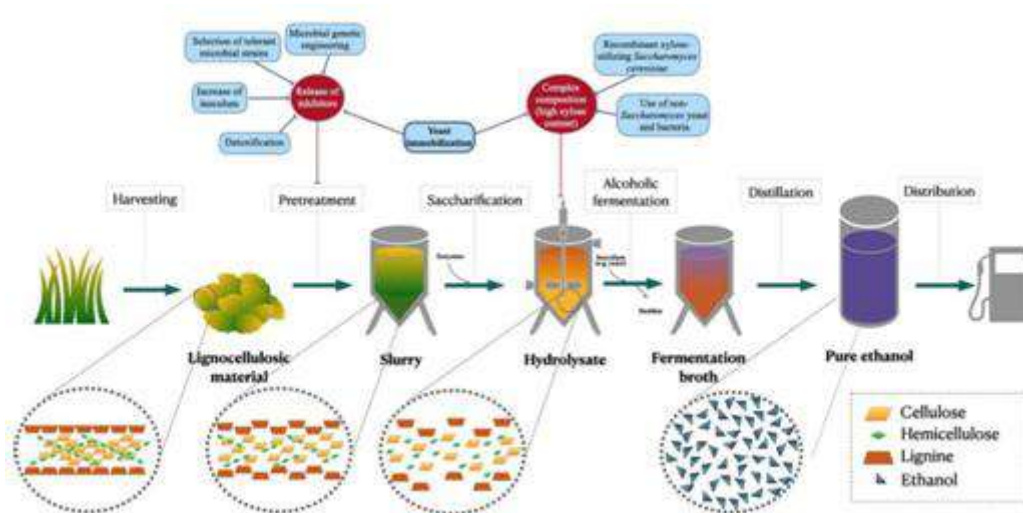 Selection of tolerant
microbial strains
Microbial genetic
engineering
Increase of
inoculum
Release of
inhibitors
Detoxification
Yeast
immobilization
Complex
composition
(high xylose
content)
Recombinant xylose-
utilizing Saccharomyces
cerevisiae
Use of non-
Saccharomyces yeast
and bacteria
Harvesting
Pretreatment
Saccharification
Alcoholic
fermentation
Distillation
Distribution
Enzymes
Inoculum
(e.g. yeast)
Lignocellulosic
material
Slurry
Hydrolysate
Fermentation
broth
Pure ethanol
Cellulose
Hemicellulose
Lignine
Ethanol